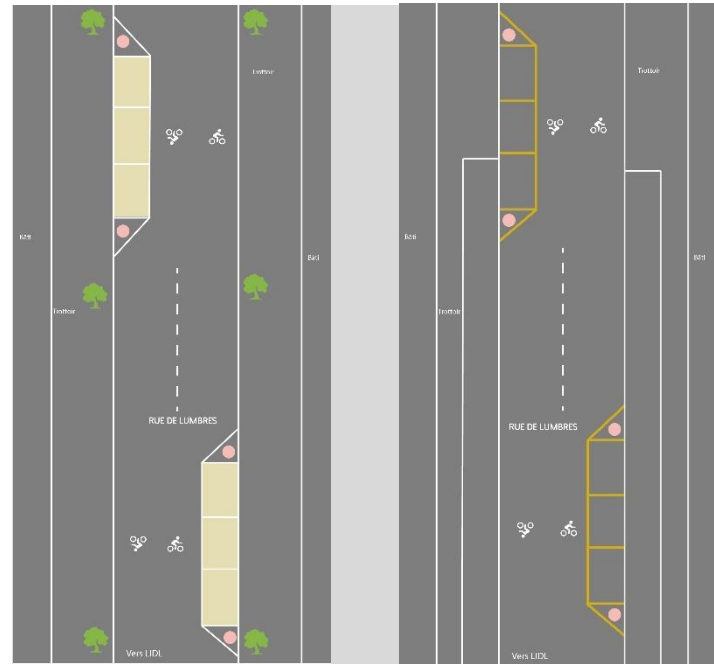 Trottoir
Bâti
Bâti
Trottoir
RUE DE LUMBRES
Vers LIDL
Trottoir
Bâti
Bâti
Trottoir
RUE DE LUMBRES
Vers LIDL